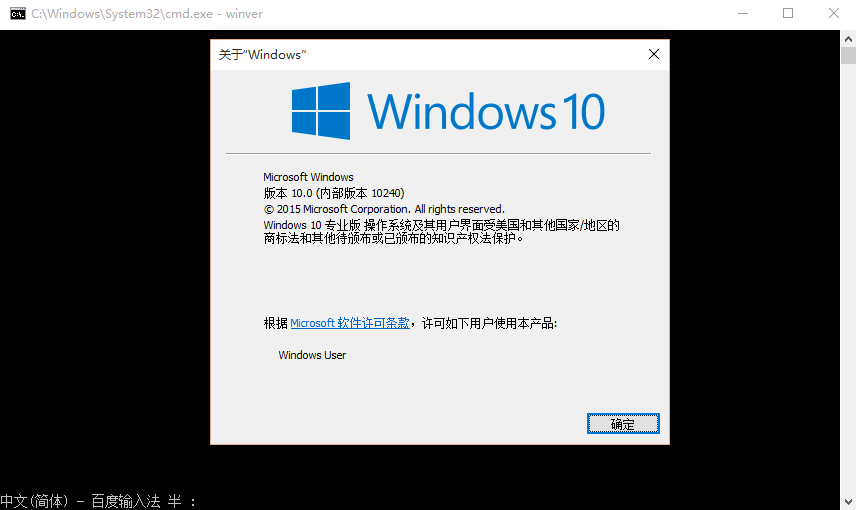 C:\Windows\System32\cmd.exe - winver
关于“Windows”
Windows 10
Microsoft Windows
版本 10.0 (内部版本 10240)
© 2015 Microsoft Corporation. All rights reserved.
Windows 10 专业版 操作系统及其用户界面受美国和其他国家/地区的
商标法和其他待颁布或已颁布的知识产权法保护。
根据 Microsoft 软件许可条款，许可如下用户使用本产品:
Windows User
确定
中文(简体) - 百度输入法 半 :